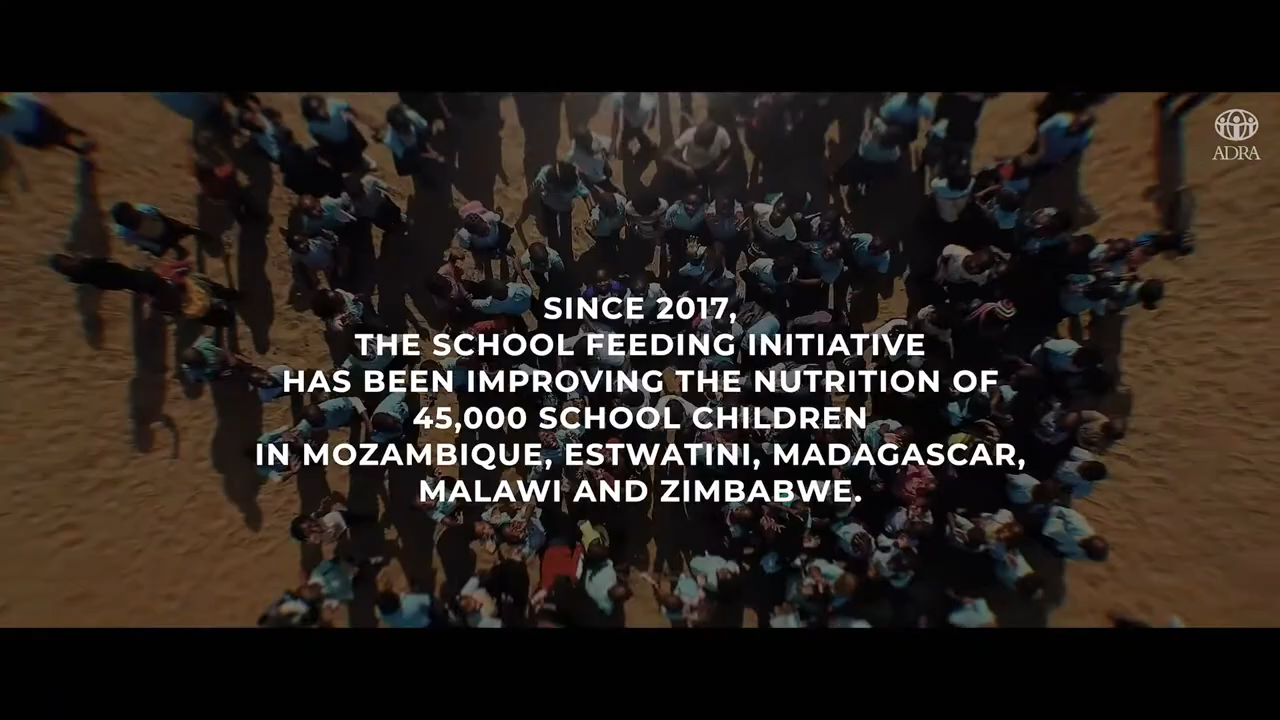 ADRA
SINCE 2017,
THE SCHOOL FEEDING INITIATIVE
HAS BEEN IMPROVING THE NUTRITION OF
45,000 SCHOOL CHILDREN
IN MOZAMBIQUE, ESTWATINI, MADAGASCAR,
MALAWI AND ZIMBABWE.